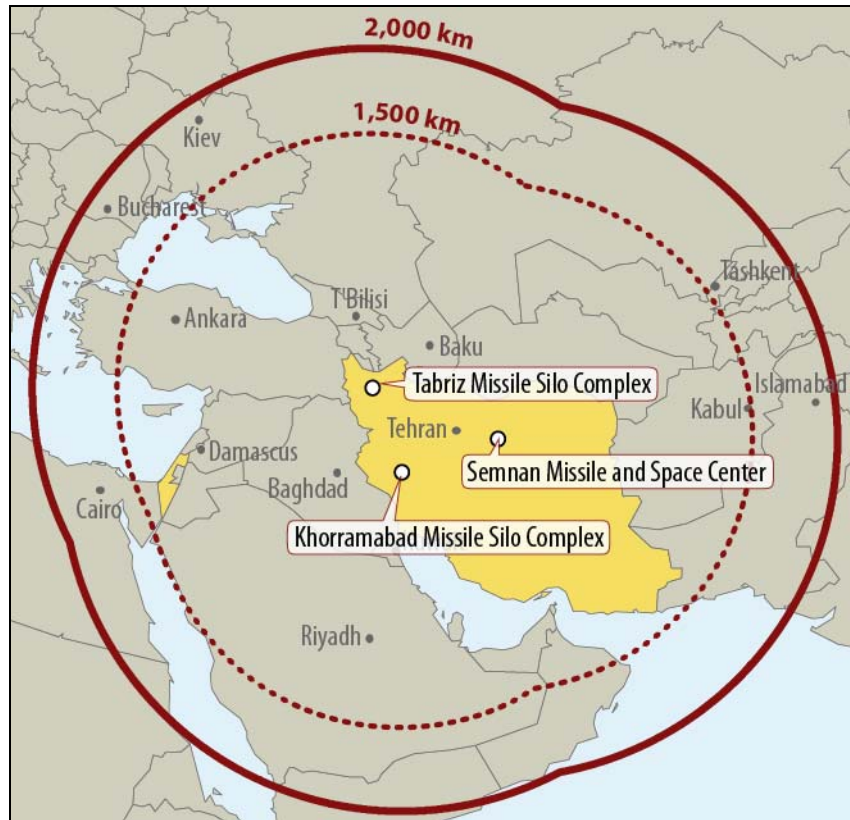 2,000 km
1,500 km
Kiev
Bucharest
Tashkent
T'Bilisi
Ankara
Baku
Tabriz Missile Silo Complex
Islamabad
Kabul
Tehran
Damascus
Semnan Missile and Space Center
Baghdad
Cairo
Khorramabad Missile Silo Complex
Riyadh